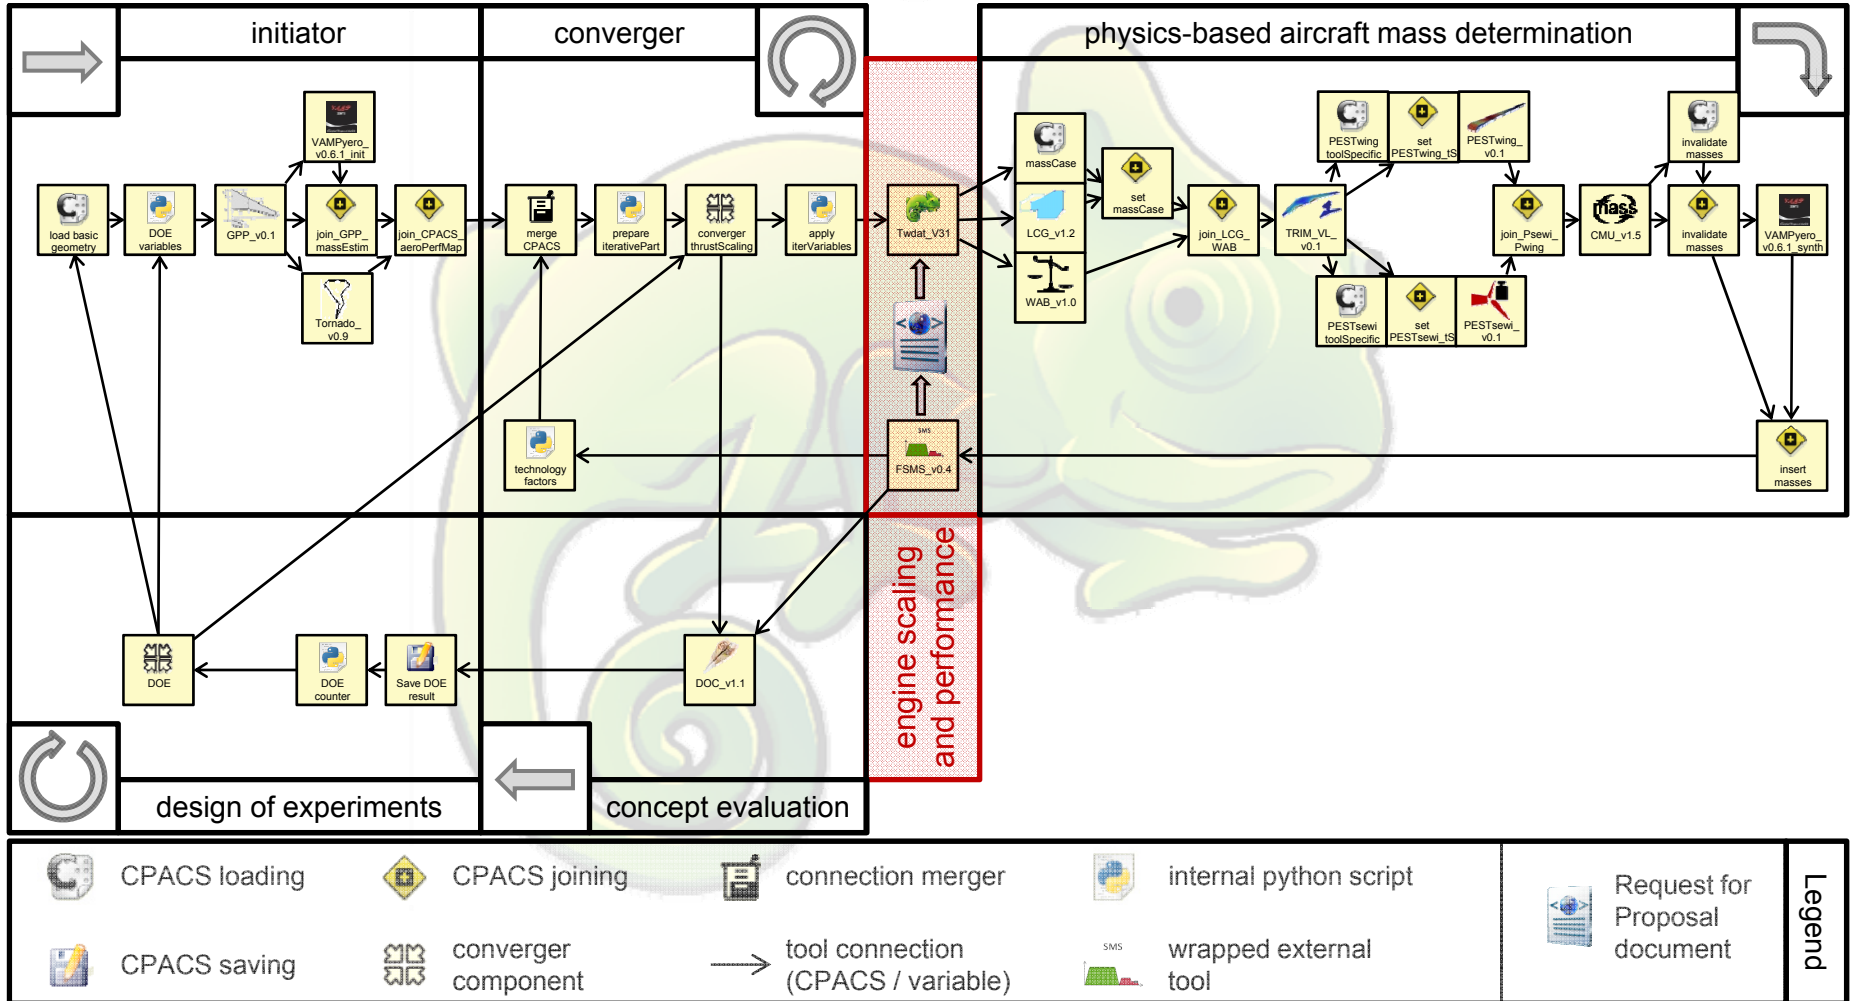 initiator
converger
physics-based aircraft mass determination
VAMPyero_
v0.6.1_init
load basic
geometry
DOE
variables
GPP_v0.1
join_GPP_
massEstim
join_CPACS_
aeroPerfMap
Tornado_
v0.9
merge
CPACS
prepare
iterativePart
converger
thrustScaling
apply
iterVariables
technology
factors
Twdat_V31
SMS
FSMS_v0.4
massCase
LCG_v1.2
WAB_v1.0
set
massCase
join_LCG_
WAB
TRIM_VL_
v0.1
PESTwing
toolSpecific
set
PESTwing_tS
PESTwing_
v0.1
PESTsewi
toolSpecific
set
PESTsewi_tS
PESTsewi_
v0.1
join_Psewi_
Pwing
mass
CMU_v1.5
invalidate
masses
invalidate
masses
VAMPyero_
v0.6.1_synth
insert
masses
DOE
DOE
counter
Save DOE
result
DOC_v1.1
engine scaling
and performance
design of experiments
concept evaluation
CPACS loading
CPACS joining
connection merger
internal python script
CPACS saving
converger
component
tool connection
(CPACS / variable)
SMS
wrapped external
tool
Request for
Proposal
document
Legend